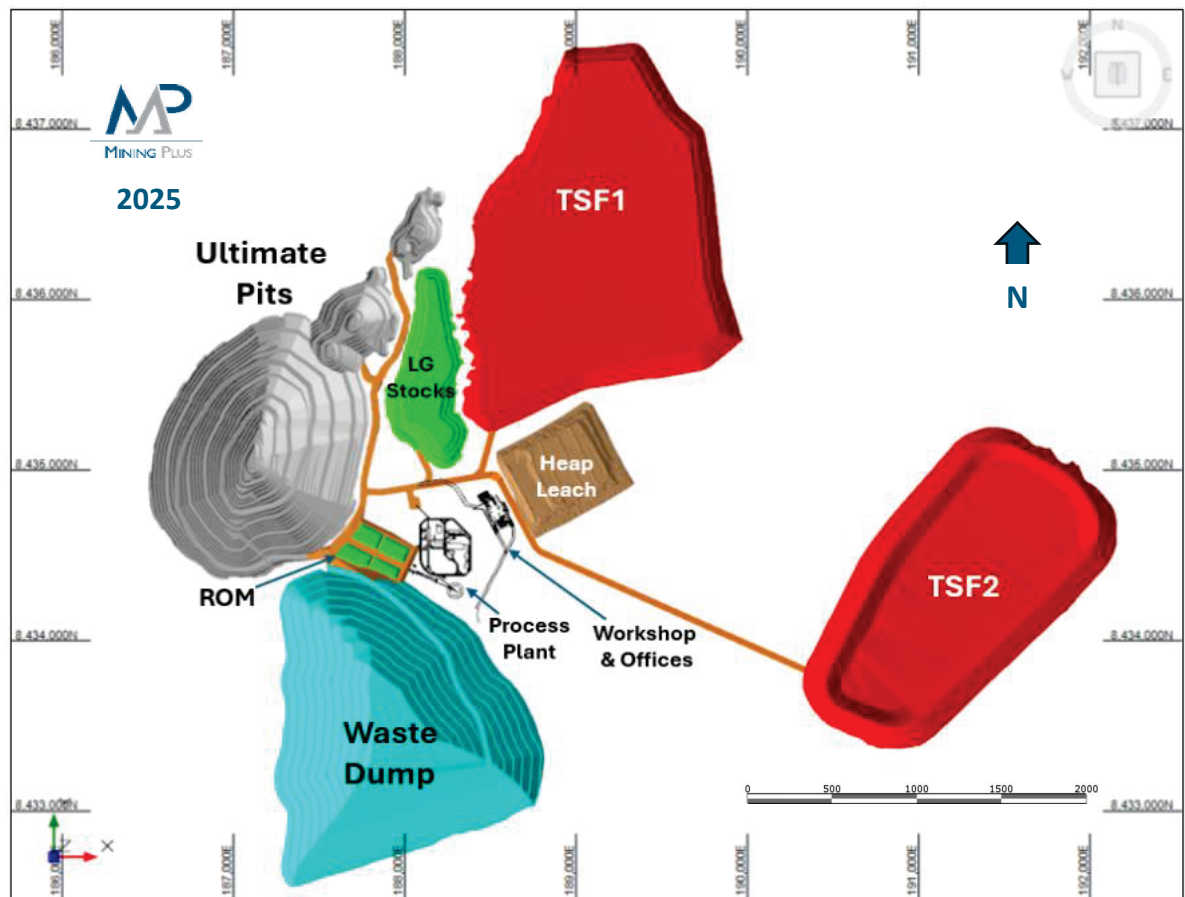 186,000E
187,000E
188,000E
190,000E
191,000E
192,000E
N
E
MP
MINING PLUS
2025
8.437.000N
8.437.000N
TSF1
Ultimate
Pits
N
8.436.000N
8.436.000N
LG
Stocks
8.435.000N
8.435.000N
Heap
Leach
TSF2
ROM
Process
Plant
Workshop
& Offices
8.434.000N
8.434.000N
Waste
Dump
0
500
1000
1500
2000
8.433.000N
8.433.000N
Z
X
187,000E
188,000E
189,000E
190,000E
191,000E
192,000E